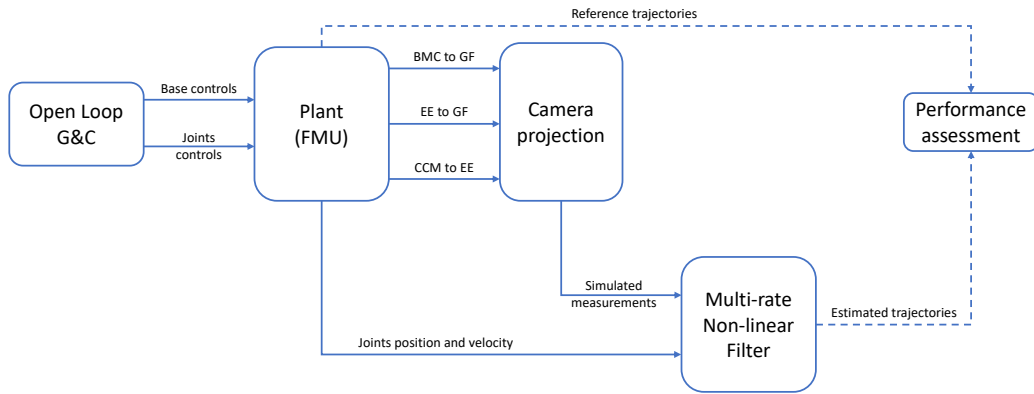 Reference trajectories
BMC to GF
Open Loop
G&C
Base controls
Joints
controls
Plant
(FMU)
EE to GF
CCM to EE
Camera
projection
Performance
assessment
Simulated
measurements
Joints position and velocity
Multi-rate
Non-linear
Filter
Estimated trajectories